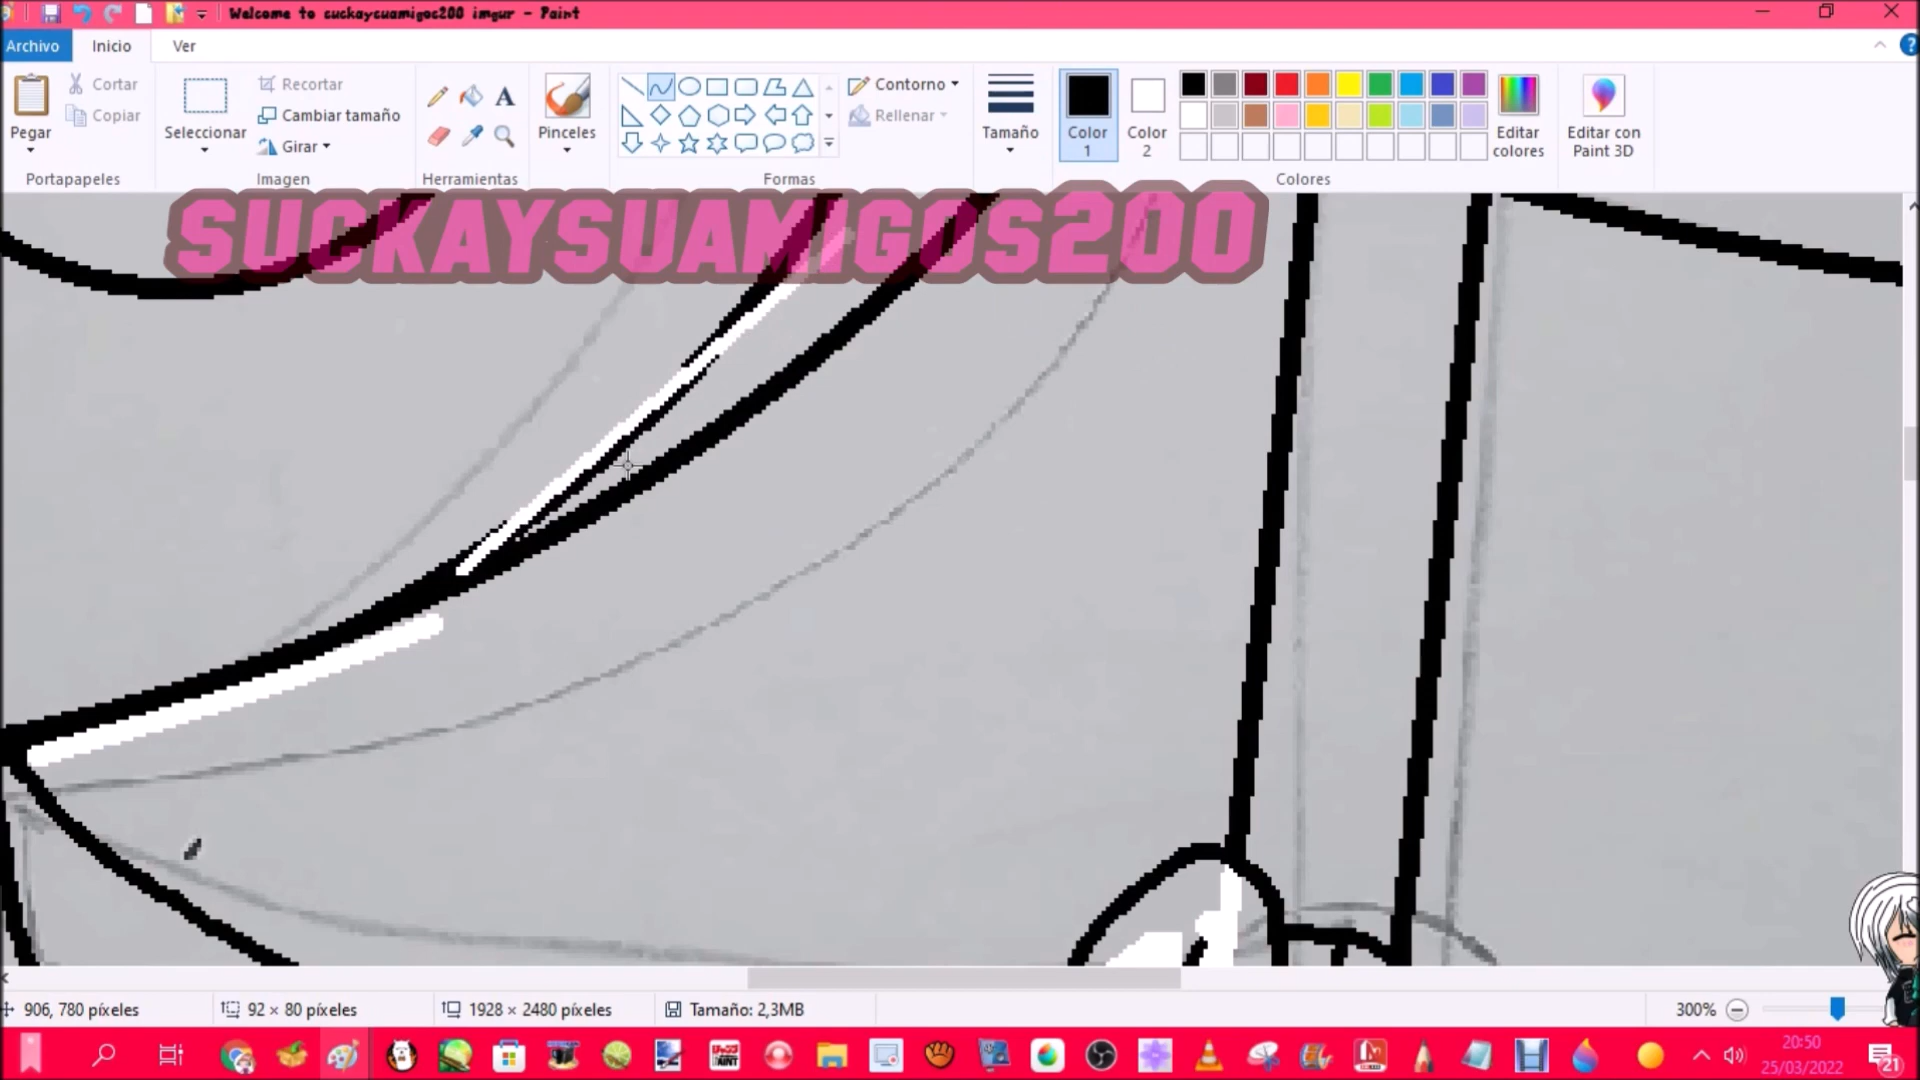 Welcome to cuckaycuamigoc200 imgur - Paint
Archivo Inicio Ver
Pegar
Cortar
Copiar
Portapapeles
Seleccionar
Recortar
Cambiar tamaño
Girar
Imagen
A
Herramientas
Pinceles
Formas
Contorno
Rellenar
Tamaño
Color 1
Color 2
Colores
Editar colores
Editar con Paint 3D
SUCKAYSUAMIGOS200
906, 780 píxeles 92 × 80 píxeles 1928 × 2480 píxeles Tamaño: 2,3MB 300%
20:50
25/03/2022
21